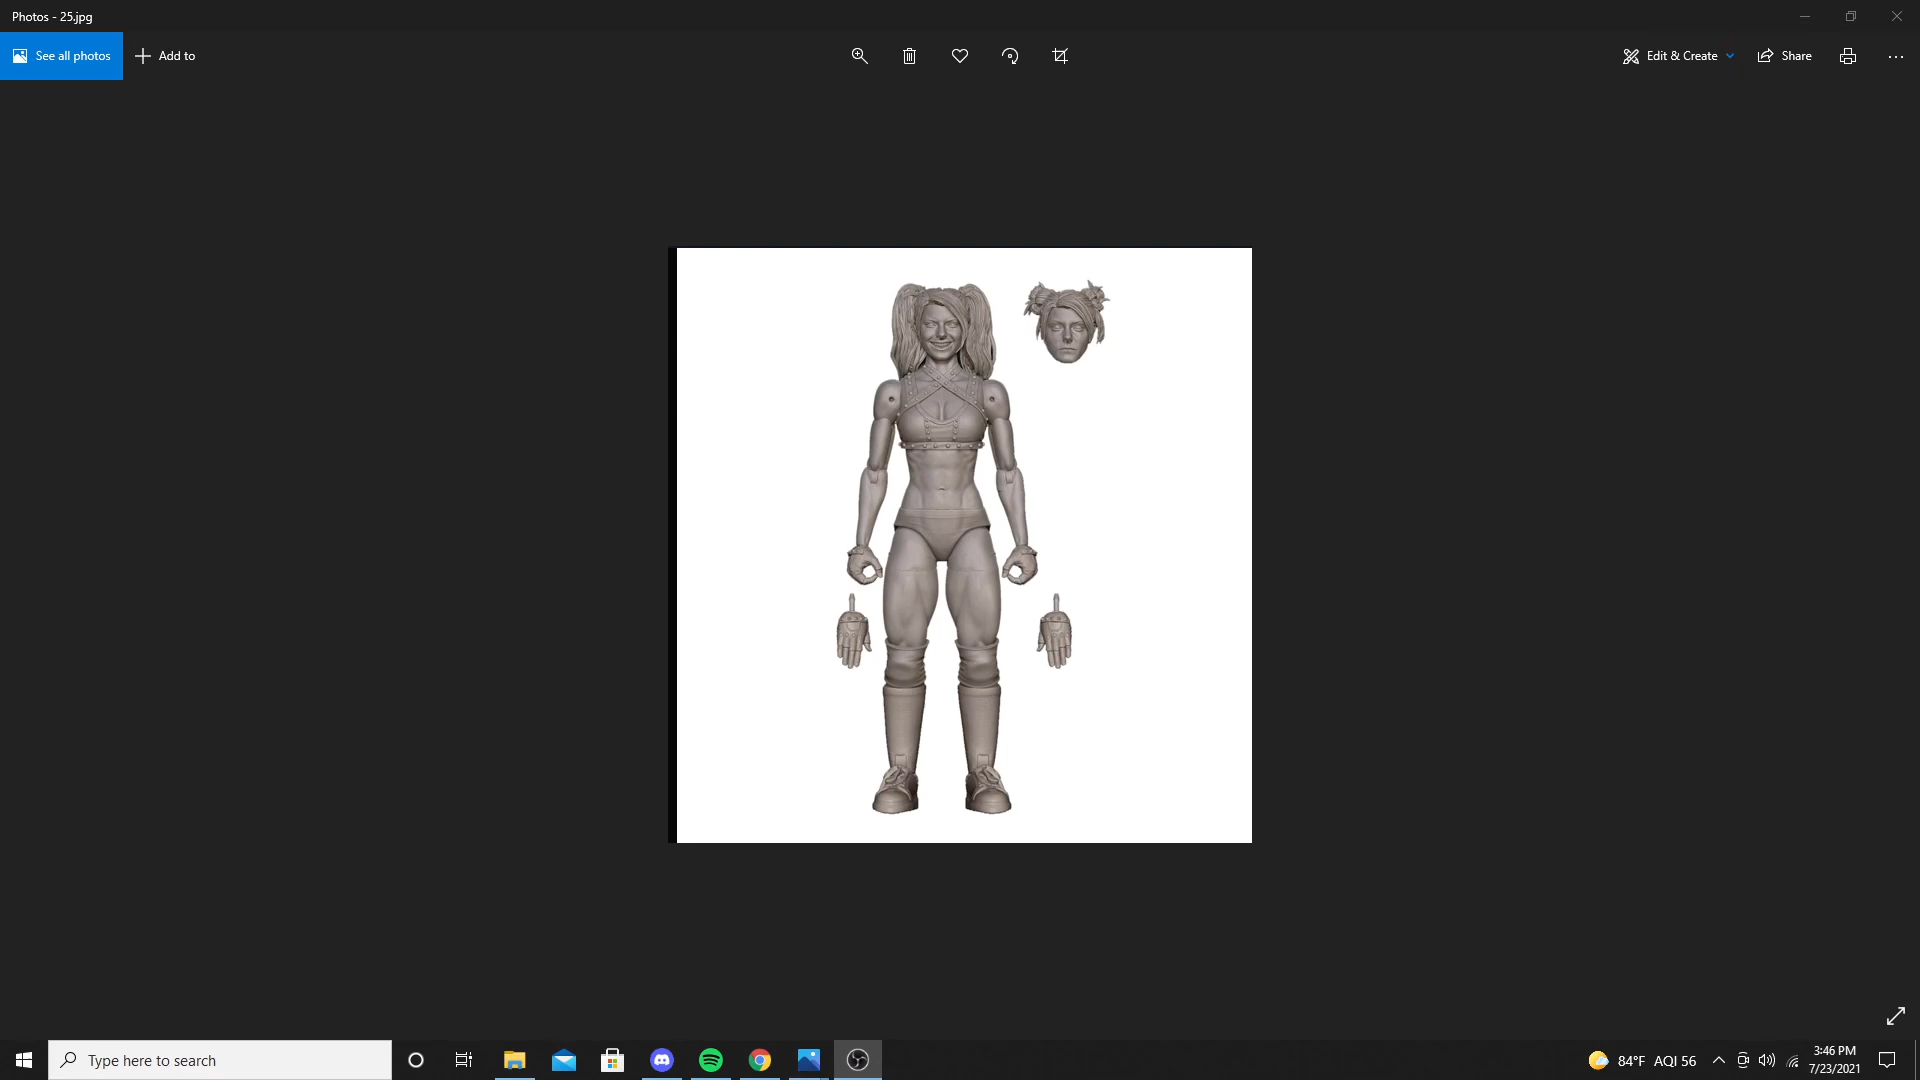 Photos - 25.jpg
See all photos
Add to
Edit & Create
Share
Type here to search
84°F AQI 56
3:46 PM
7/23/2021